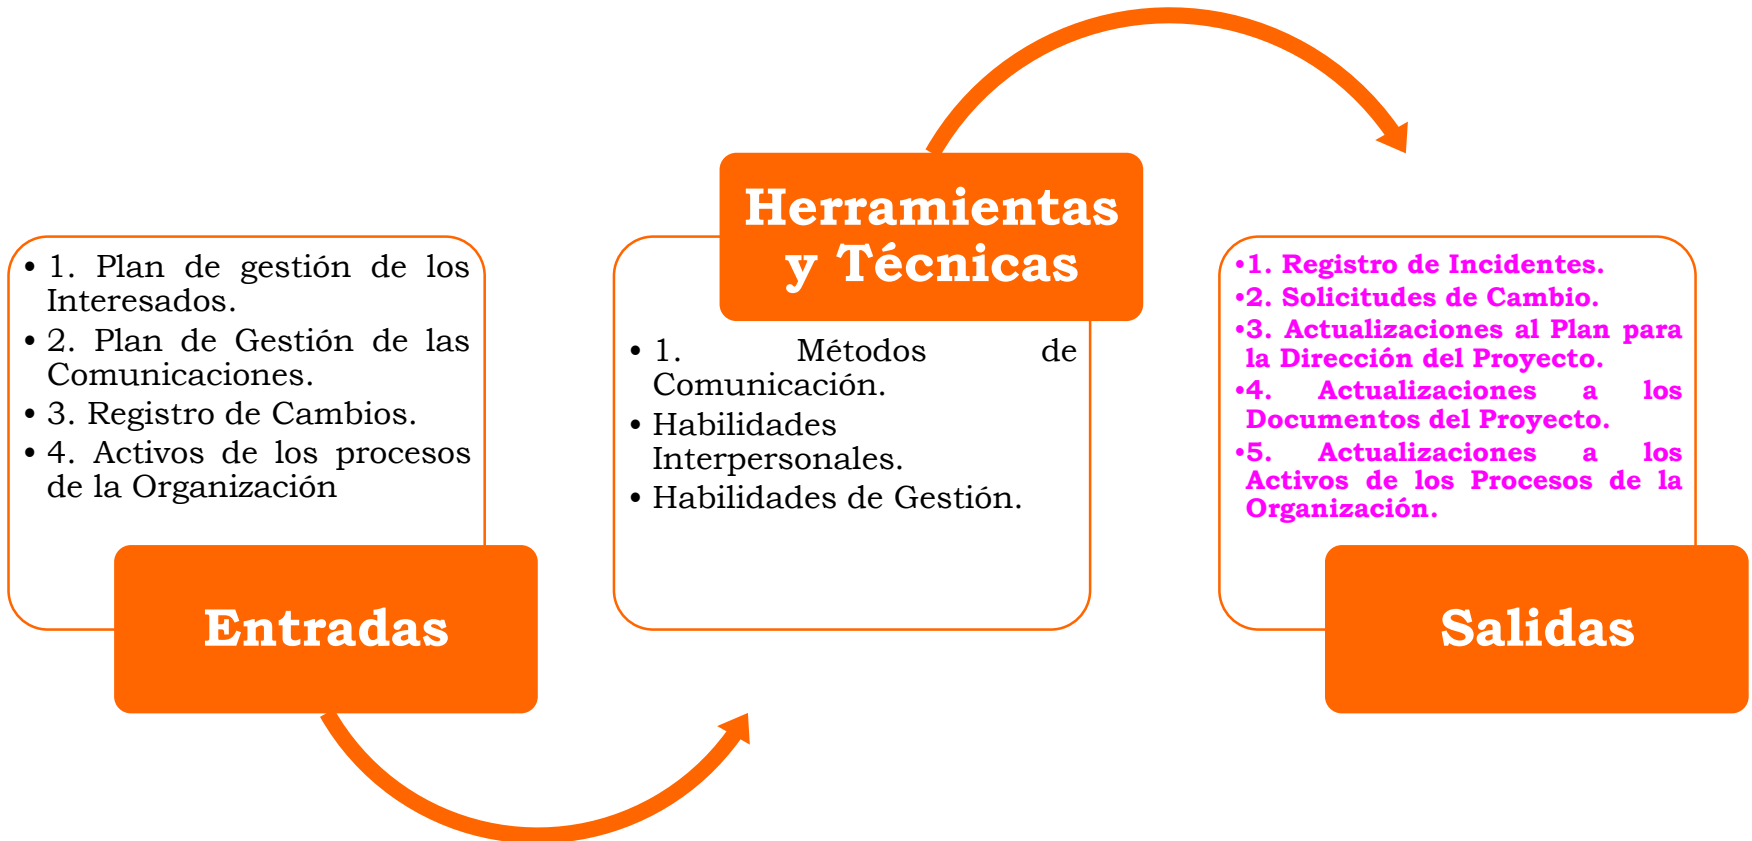 • 1. Plan de gestión de los
Interesados.
• 2. Plan de Gestión de las
Comunicaciones.
• 3. Registro de Cambios.
• 4. Activos de los procesos
de la Organización
Entradas
Herramientas
y Técnicas
• 1. Métodos de
Comunicación.
• Habilidades
Interpersonales.
• Habilidades de Gestión.
•1. Registro de Incidentes.
•2. Solicitudes de Cambio.
•3. Actualizaciones al Plan para
la Dirección del Proyecto.
•4. Actualizaciones a los
Documentos del Proyecto.
•5. Actualizaciones a los
Activos de los Procesos de la
Organización.
Salidas